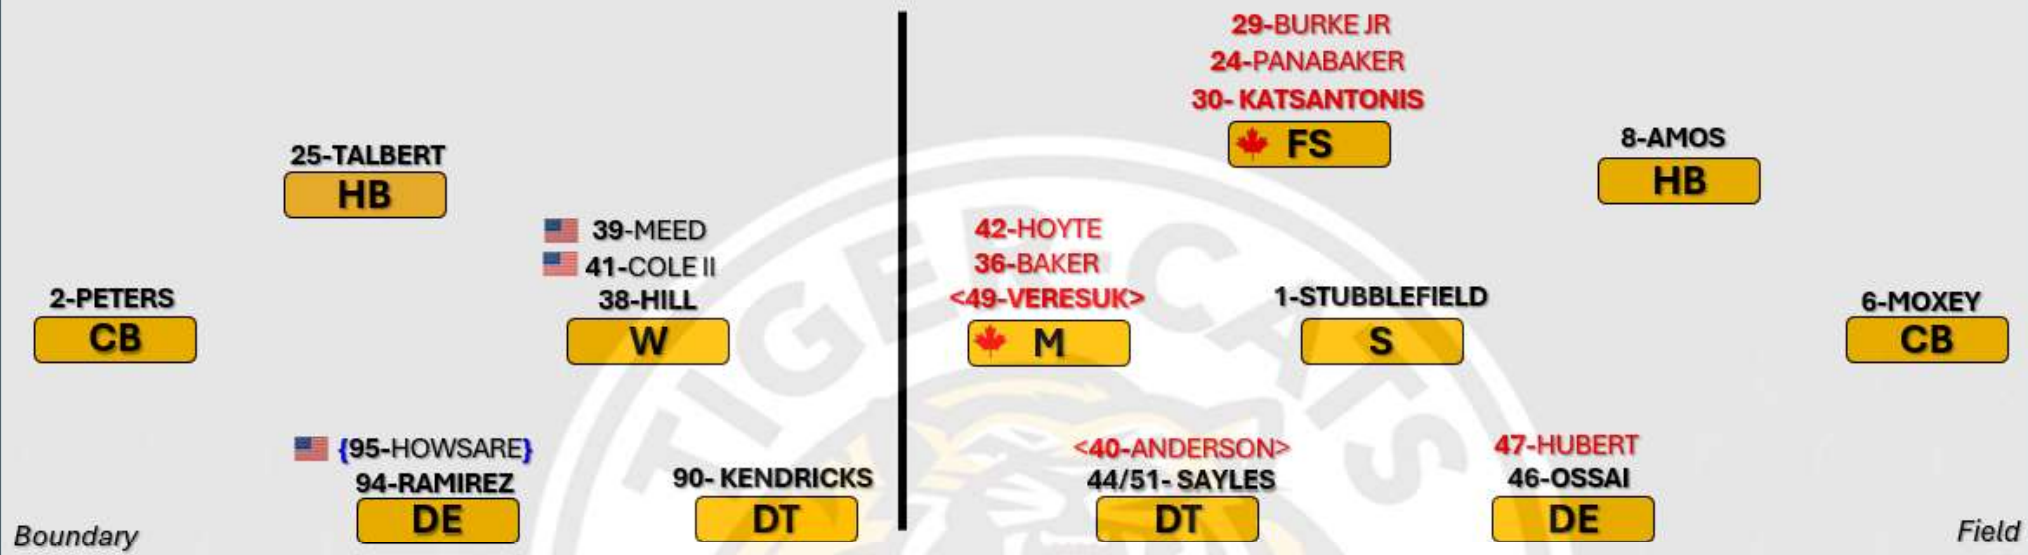 29-BURKE JR
24-PANABAKER
30- KATSANTONIS
FS
8-AMOS
HB
25-TALBERT
HB
39-MEED
41-COLE II
38-HILL
W
42-HOYTE
36-BAKER
<49-VERESUK>
M
1-STUBBLEFIELD
S
2-PETERS
CB
6-MOXEY
CB
{95-HOWSARE}
94-RAMIREZ
DE
90- KENDRICKS
DT
<40-ANDERSON>
44/51- SAYLES
DT
47-HUBERT
46-OSSAI
DE
Boundary
Field
TIGER CATS